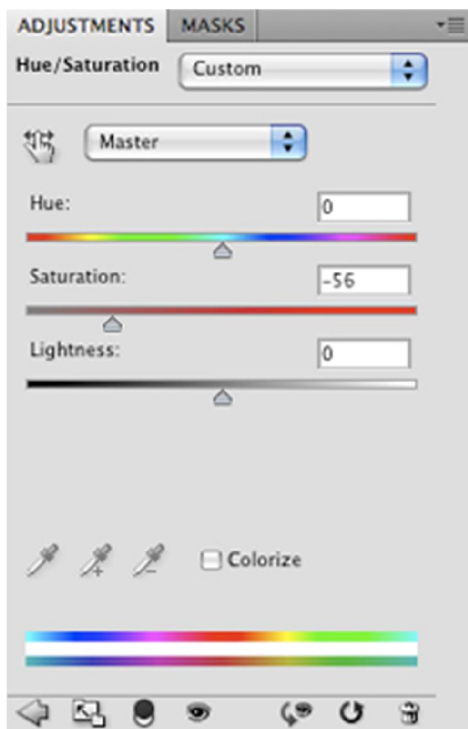 ADJUSTMENTS MASKS
Hue/Saturation Custom
Master
Hue: 0
Saturation: -56
Lightness: 0
Colorize